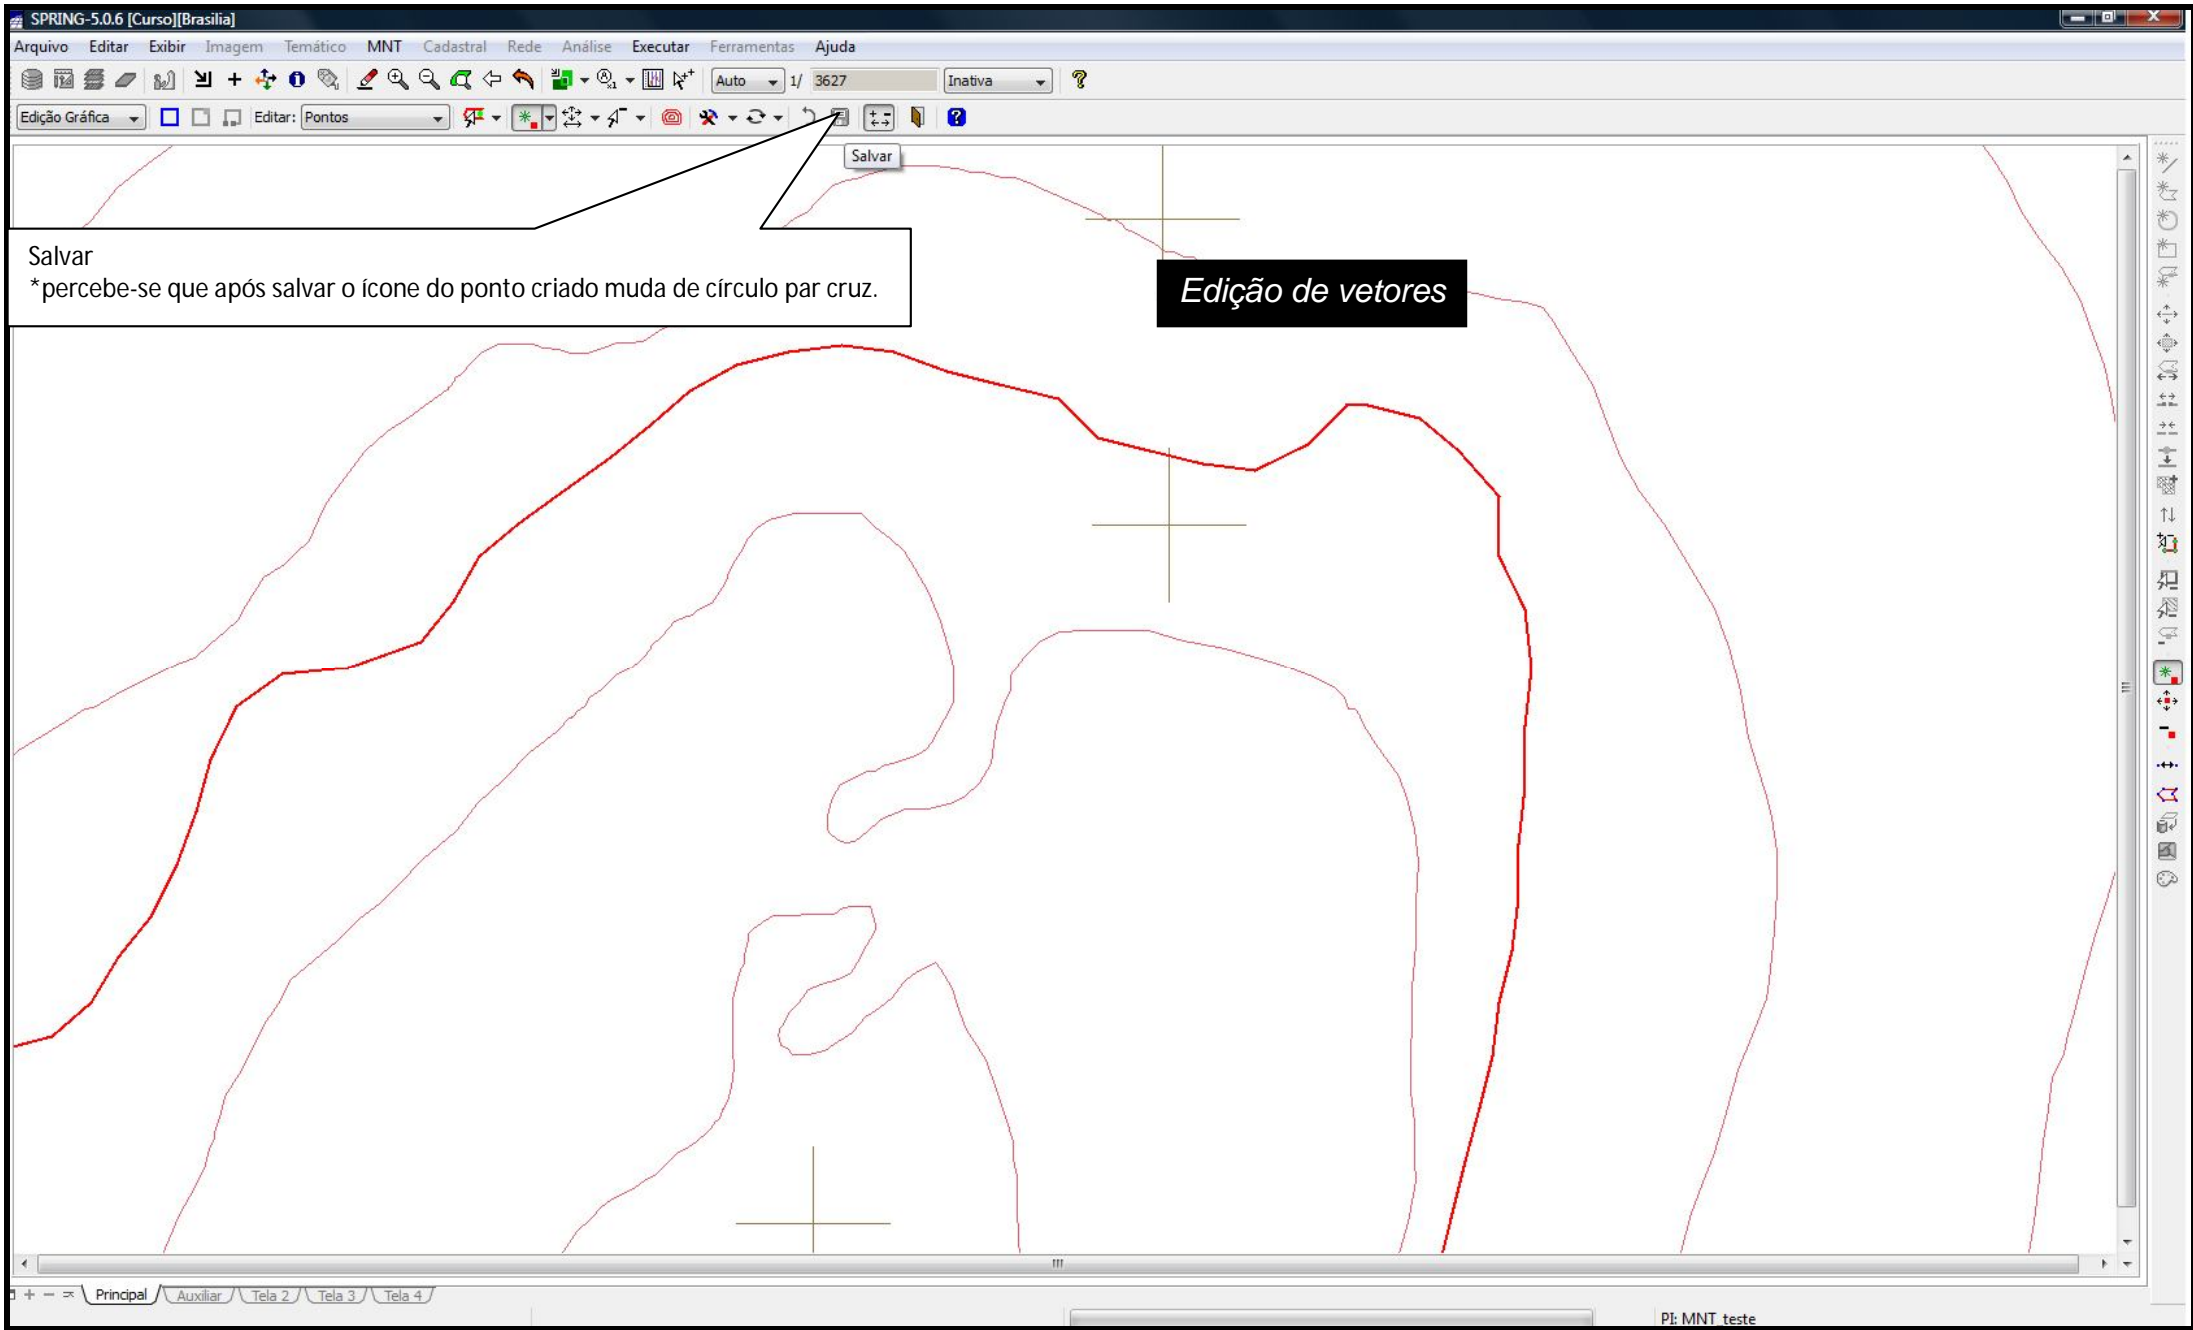 SPRING-5.0.6 [Curso][Brasilia]
Arquivo Editar Exibir Imagem Temático MNT Cadastral Rede Análise Executar Ferramentas Ajuda
Auto 1/ 3627 Inativa
Edição Gráfica Editar: Pontos
Salvar
Salvar
*percebe-se que após salvar o ícone do ponto criado muda de círculo par cruz.
Edição de vetores
Principal Auxiliar Tela 2 Tela 3 Tela 4
PI: MNT_teste